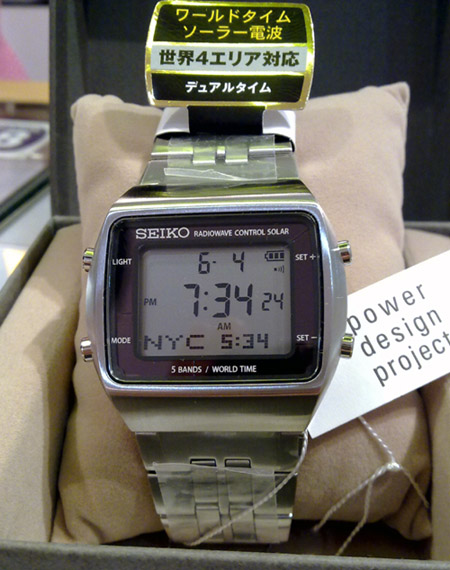 ワールドタイム
ソーラー電波
世界4エリア対応
デュアルタイム
SEIKO RADIOWAVE CONTROL SOLAR
LIGHT 6- 4 SET +
PM 7:34 24
AM
MODE NYC 5:34 SET -
5 BANDS / WORLD TIME
power
design
project